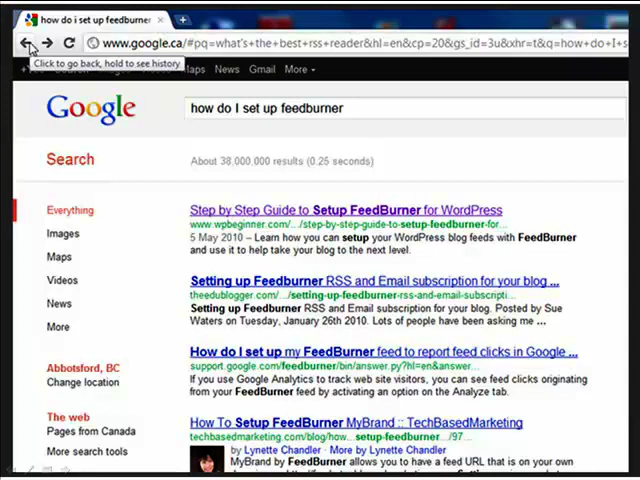 how do i set up feedburner
www.google.ca/#pq=what's+the+best+rss+reader&hl=en&cp=20&gs_id=3u&xhr=t&q=how+do+I+s
Click to go back, hold to see history
Maps News Gmail More
Google
how do I set up feedburner
Search
About 38,000,000 results (0.25 seconds)
Everything
Images
Maps
Videos
News
More
Abbotsford, BC
Change location
The web
Pages from Canada
More search tools
Step by Step Guide to Setup FeedBurner for WordPress
www.wpbeginner.com/.../step-by-step-guide-to-setup-feedburner-for-...
5 May 2010 – Learn how you can setup your WordPress blog feeds with FeedBurner
and use it to help take your blog to the next level.
Setting up Feedburner RSS and Email subscription for your blog ...
theedublogger.com/.../setting-up-feedburner-rss-and-email-subscripti...
Setting up Feedburner RSS and Email subscription for your blog. Posted by Sue
Waters on Tuesday, January 26th 2010. Lots of people have been asking me ...
How do I set up my FeedBurner feed to report feed clicks in Google ...
support.google.com/feedburner/bin/answer.py?hl=en&answer...
If you use Google Analytics to track web site visitors, you can see feed clicks originating
from your FeedBurner feed by activating an option on the Analyze tab.
How To Setup FeedBurner MyBrand :: TechBasedMarketing
techbasedmarketing.com/blog/how...setup-feedburner.../97...
by Lynette Chandler - More by Lynette Chandler
MyBrand by FeedBurner allows you to have a feed URL that is on your own